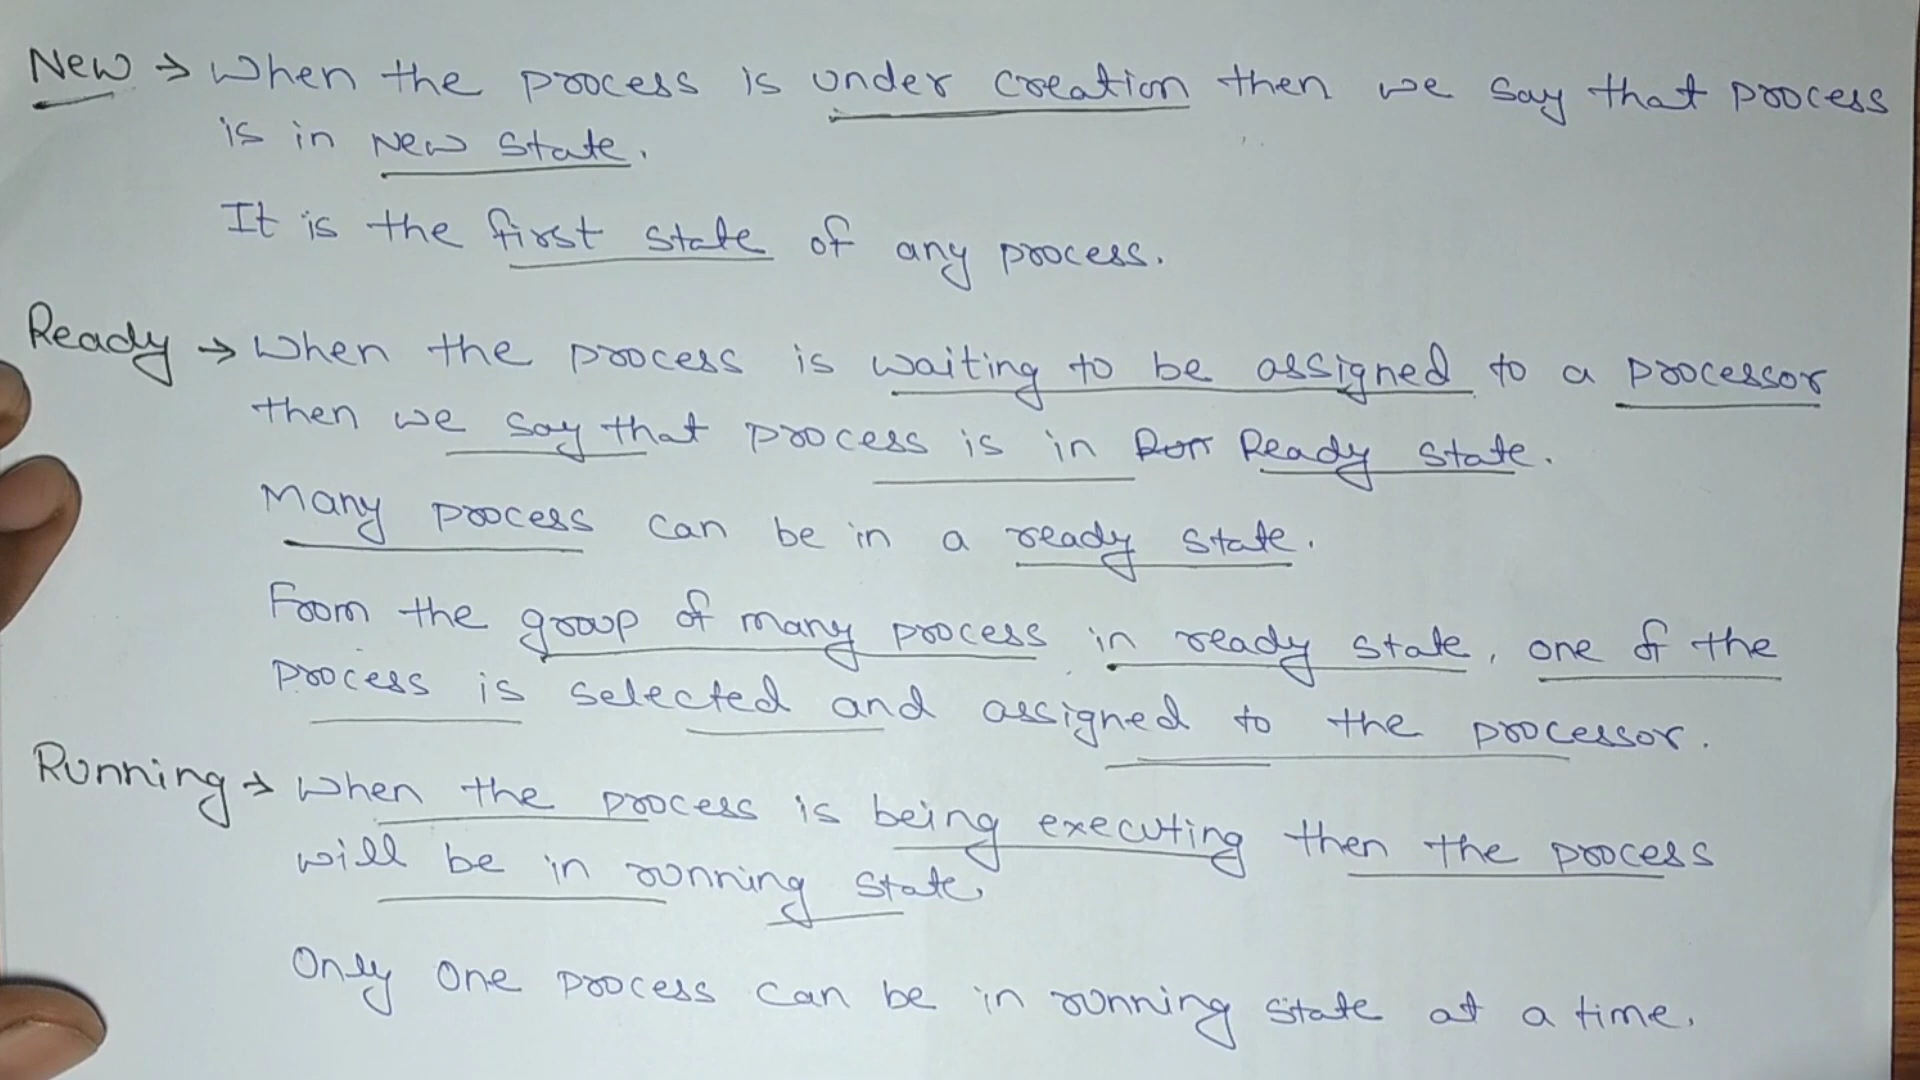 New → When the process is under creation then we say that process
is in New state.
It is the first state of any process.
Ready → When the process is waiting to be assigned to a processor
then we say that process is in Ready state.
Many process can be in a ready state.
From the group of many process in ready state, one of the
process is selected and assigned to the processor.
Running → When the process is being executing then the process
will be in running state.
Only one process can be in running state at a time.